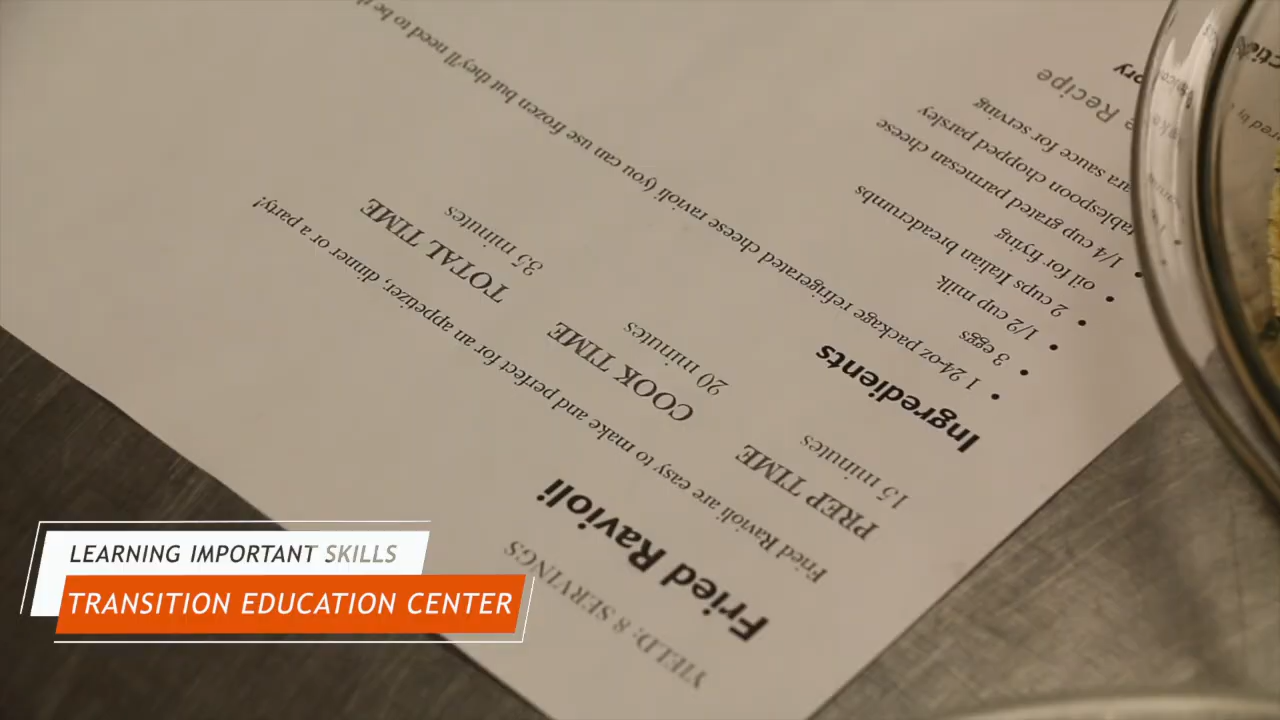 YIELD: 8 SERVINGS
Fried Ravioli
Fried Ravioli are easy to make and perfect for an appetizer, dinner or a party!
PREP TIME
15 minutes
COOK TIME
20 minutes
TOTAL TIME
35 minutes
Ingredients
• 1 24-oz package refrigerated cheese ravioli (you can use frozen but they'll need to be
• 3 eggs
• 1/2 cup milk
• 2 cups Italian breadcrumbs
• oil for frying
• 1/4 cup grated parmesan cheese
tablespoon chopped parsley
sauce for serving
Recipe
LEARNING IMPORTANT SKILLS
TRANSITION EDUCATION CENTER